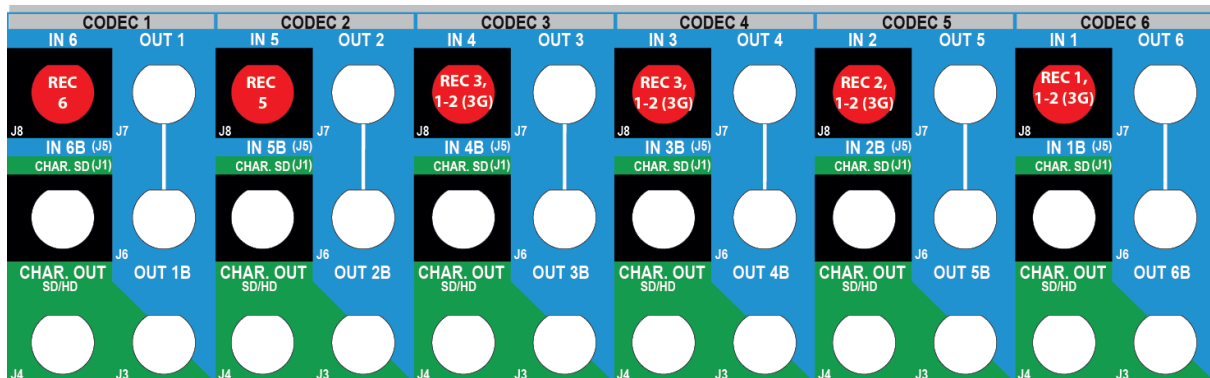 CODEC 1 CODEC 2 CODEC 3 CODEC 4 CODEC 5 CODEC 6
IN 6 OUT 1 IN 5 OUT 2 IN 4 OUT 3 IN 3 OUT 4 IN 2 OUT 5 IN 1 OUT 6
REC REC REC 3, REC 3, REC 2, REC 1,
6 5 1-2 (3G) 1-2 (3G) 1-2 (3G) 1-2 (3G)
J8 J7 J8 J7 J8 J7 J8 J7 J8 J7 J8 J7
IN 6B (J5) IN 5B (J5) IN 4B (J5) IN 3B (J5) IN 2B (J5) IN 1B (J5)
CHAR. SD (J1) CHAR. SD (J1) CHAR. SD (J1) CHAR. SD (J1) CHAR. SD (J1) CHAR. SD (J1)
J6 J6 J6 J6 J6 J6
CHAR. OUT OUT 1B CHAR. OUT OUT 2B CHAR. OUT OUT 3B CHAR. OUT OUT 4B CHAR. OUT OUT 5B CHAR. OUT OUT 6B
SD/HD SD/HD SD/HD SD/HD SD/HD SD/HD
J4 J3 J4 J3 J4 J3 J4 J3 J4 J3 J4 J3